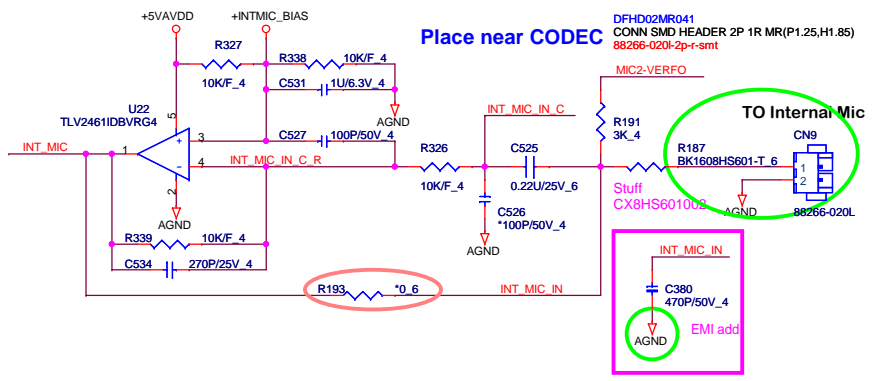 +5VAVDD
+INTMIC_BIAS
Place near CODEC
DFHD02MR041
CONN SMD HEADER 2P 1R MR(P1.25,H1.85)
88266-020l-2p-r-smt
R327
10K/F_4
R338
10K/F_4
C531
1U/6.3V_4
AGND
MIC2-VERFO
U22
TLV2461IDBVRG4
5
+
3
C527
100P/50V_4
INT_MIC_IN_C
R191
3K_4
TO Internal Mic
CN9
INT_MIC
1
-
4
INT_MIC_IN_C_R
R326
10K/F_4
C525
0.22U/25V_6
R187
BK1608HS601-T_6
1
2
2
AGND
C526
*100P/50V_4
AGND
Stuff
CX8HS601002
AGND
88266-020L
R339
10K/F_4
C534
270P/25V_4
R193
*0_6
INT_MIC_IN
INT_MIC_IN
C380
470P/50V_4
EMI add
AGND